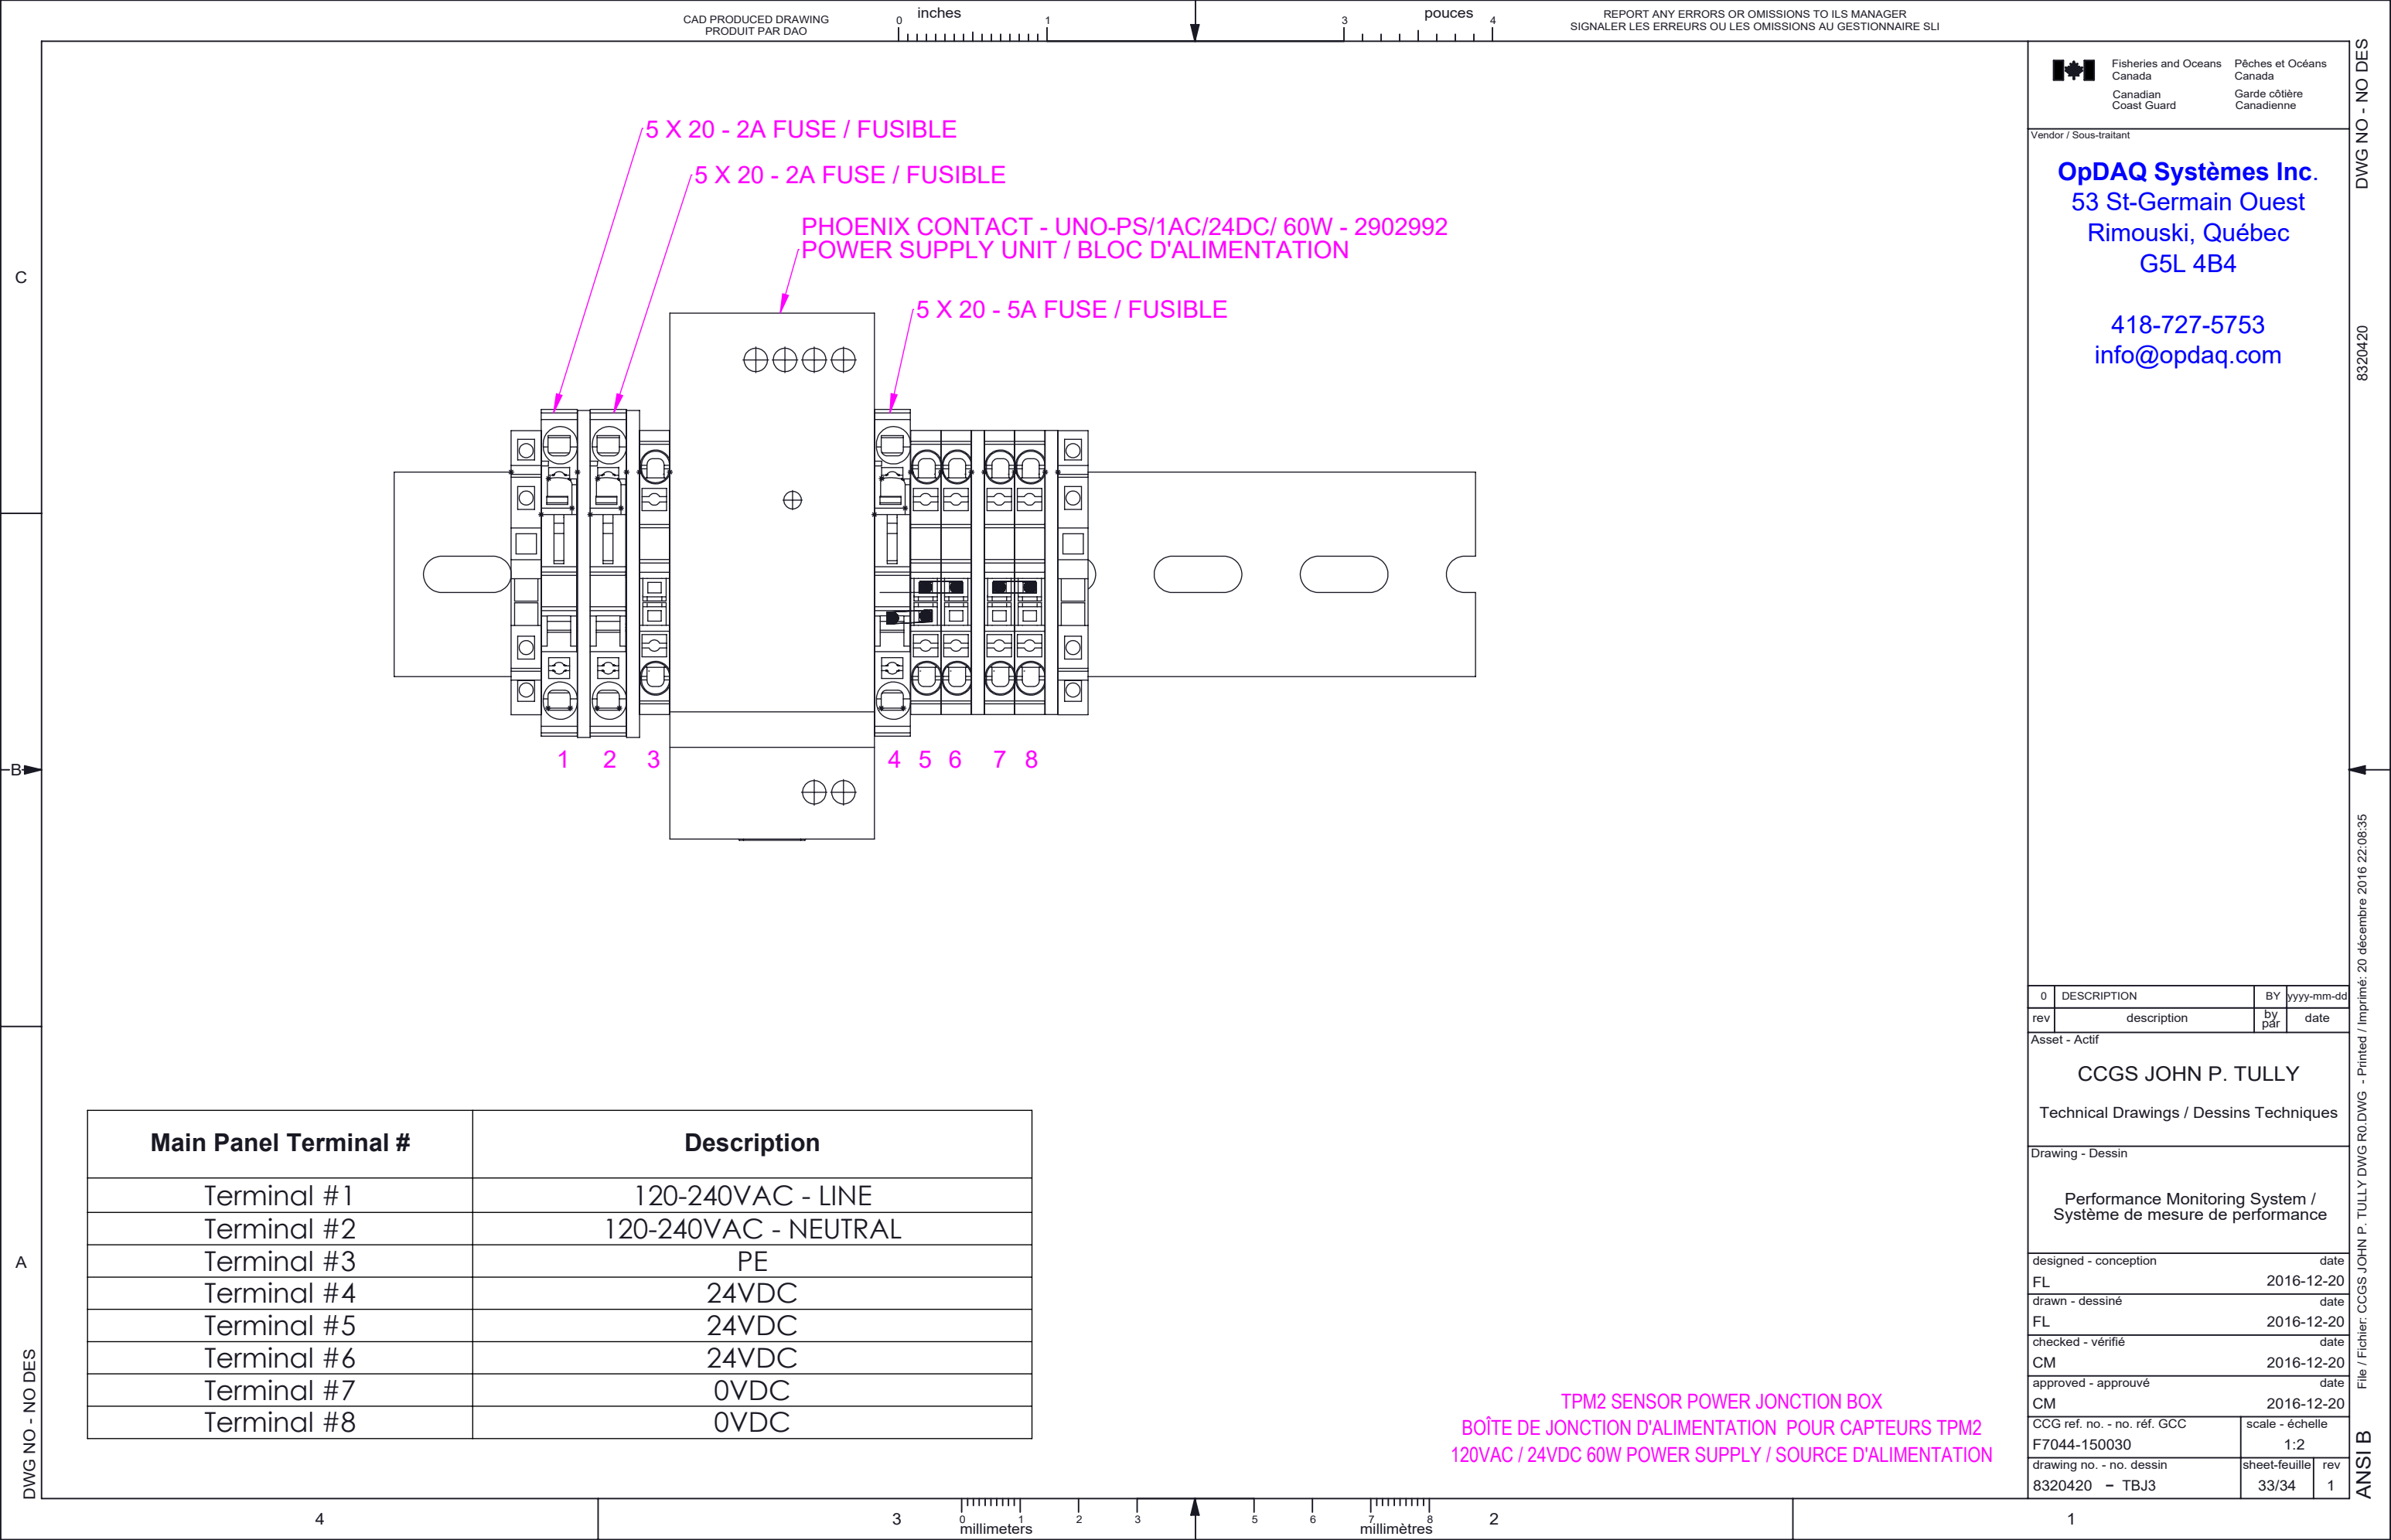 CAD PRODUCED DRAWING
PRODUIT PAR DAO
0 inches 1 3 pouces 4
REPORT ANY ERRORS OR OMISSIONS TO ILS MANAGER
SIGNALER LES ERREURS OU LES OMISSIONS AU GESTIONNAIRE SLI
Fisheries and Oceans Canada
Pêches et Océans Canada
Canadian Coast Guard
Garde côtière Canadienne
Vendor / Sous-traitant
OpDAQ Systèmes Inc.
53 St-Germain Ouest
Rimouski, Québec
G5L 4B4
418-727-5753
info@opdaq.com
DWG NO - NO DES
8320420
5 X 20 - 2A FUSE / FUSIBLE
5 X 20 - 2A FUSE / FUSIBLE
PHOENIX CONTACT - UNO-PS/1AC/24DC/ 60W - 2902992
POWER SUPPLY UNIT / BLOC D'ALIMENTATION
5 X 20 - 5A FUSE / FUSIBLE
C
B
A
1 2 3 4 5 6 7 8
Main Panel Terminal # Description
Terminal #1 120-240VAC - LINE
Terminal #2 120-240VAC - NEUTRAL
Terminal #3 PE
Terminal #4 24VDC
Terminal #5 24VDC
Terminal #6 24VDC
Terminal #7 0VDC
Terminal #8 0VDC
TPM2 SENSOR POWER JONCTION BOX
BOÎTE DE JONCTION D'ALIMENTATION POUR CAPTEURS TPM2
120VAC / 24VDC 60W POWER SUPPLY / SOURCE D'ALIMENTATION
0 DESCRIPTION BY yyyy-mm-dd
rev description by par date
Asset - Actif
CCGS JOHN P. TULLY
Technical Drawings / Dessins Techniques
Drawing - Dessin
Performance Monitoring System /
Système de mesure de performance
designed - conception date
FL 2016-12-20
drawn - dessiné date
FL 2016-12-20
checked - vérifié date
CM 2016-12-20
approved - approuvé date
CM 2016-12-20
CCG ref. no. - no. réf. GCC scale - échelle
F7044-150030 1:2
drawing no. - no. dessin sheet-feuille rev
8320420 - TBJ3 33/34 1
File / Fichier: CCGS JOHN P. TULLY DWG R0.DWG - Printed / Imprimé: 20 décembre 2016 22:08:35
ANSI B
DWG NO - NO DES
4 3 2 1
0 1 2 3 5 6 7 8
millimeters millimètres